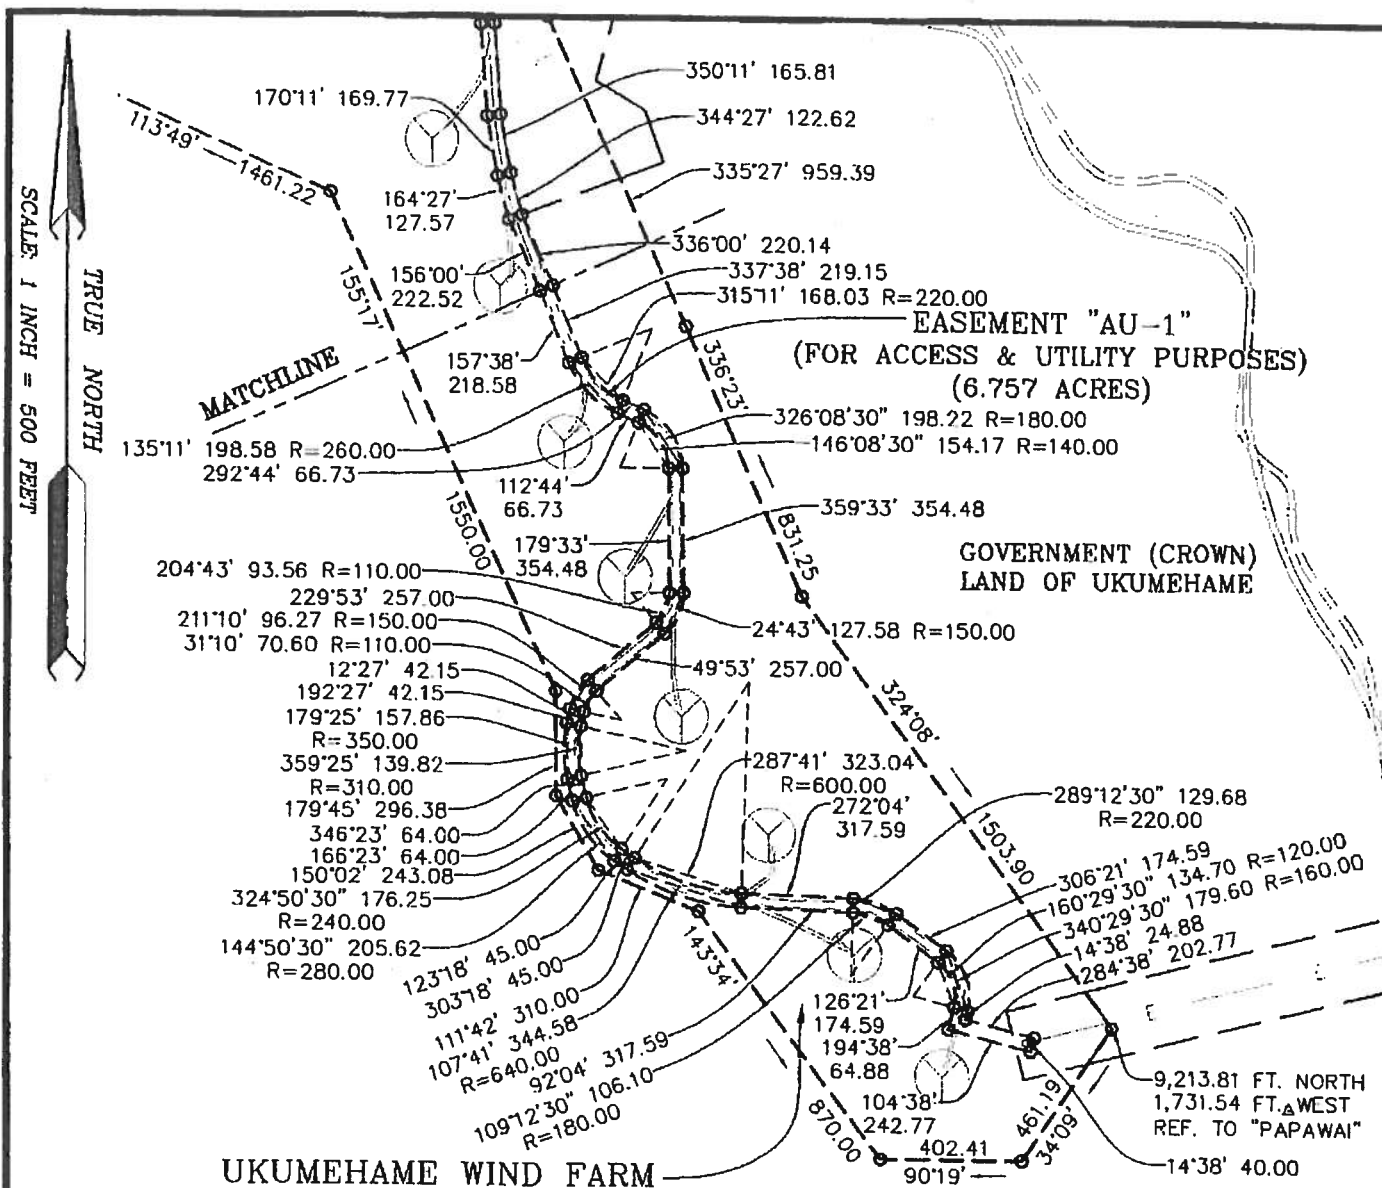 350°11' 165.81
170°11' 169.77
344°27' 122.62
113°49' 1461.22
335°27' 959.39
164°27'
127.57
336°00' 220.14
337°38' 219.15
156°00'
222.52
315°11' 168.03 R=220.00
SCALE 1 INCH = 500 FEET
TRUE NORTH
155°17'
1550.00
EASEMENT "AU-1"
(FOR ACCESS & UTILITY PURPOSES)
(6.757 ACRES)
MATCHLINE
157°38'
218.58
336°23'
831.25
326°08'30" 198.22 R=180.00
146°08'30" 154.17 R=140.00
135°11' 198.58 R=260.00
292°44' 66.73
112°44'
66.73
359°33' 354.48
179°33'
354.48
GOVERNMENT (CROWN)
LAND OF UKUMEHAME
204°43' 93.56 R=110.00
229°53' 257.00
211°10' 96.27 R=150.00
31°10' 70.60 R=110.00
24°43' 127.58 R=150.00
49°53' 257.00
12°27' 42.15
192°27' 42.15
179°25' 157.86
R=350.00
359°25' 139.82
R=310.00
179°45' 296.38
346°23' 64.00
166°23' 64.00
150°02' 243.08
324°50'30" 176.25
R=240.00
144°50'30" 205.62
R=280.00
324°08'
1503.90
287°41' 323.04
R=600.00
272°04'
317.59
289°12'30" 129.68
R=220.00
306°21' 174.59
160°29'30" 134.70 R=120.00
340°29'30" 179.60 R=160.00
14°38' 24.88
284°38' 202.77
123°18' 45.00
303°18' 45.00
111°42' 310.00
107°41' 344.58
R=640.00
92°04' 317.59
109°12'30" 106.10
R=180.00
143°34'
870.00
126°21'
174.59
194°38'
64.88
104°38'
242.77
E
9,213.81 FT. NORTH
1,731.54 FT. WEST
REF. TO "PAPAWAI"
461.19
34°09'
402.41
90°19'
14°38' 40.00
UKUMEHAME WIND FARM